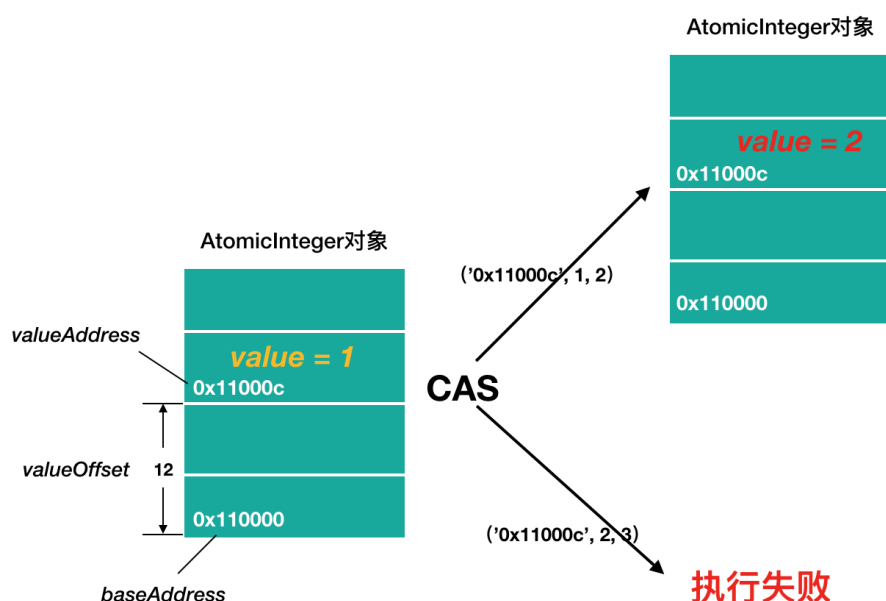 AtomicInteger对象
value = 2
0x11000c
0x110000
AtomicInteger对象
valueAddress
value = 1
0x11000c
valueOffset
12
0x110000
baseAddress
CAS
('0x11000c', 1, 2)
('0x11000c', 2, 3)
执行失败